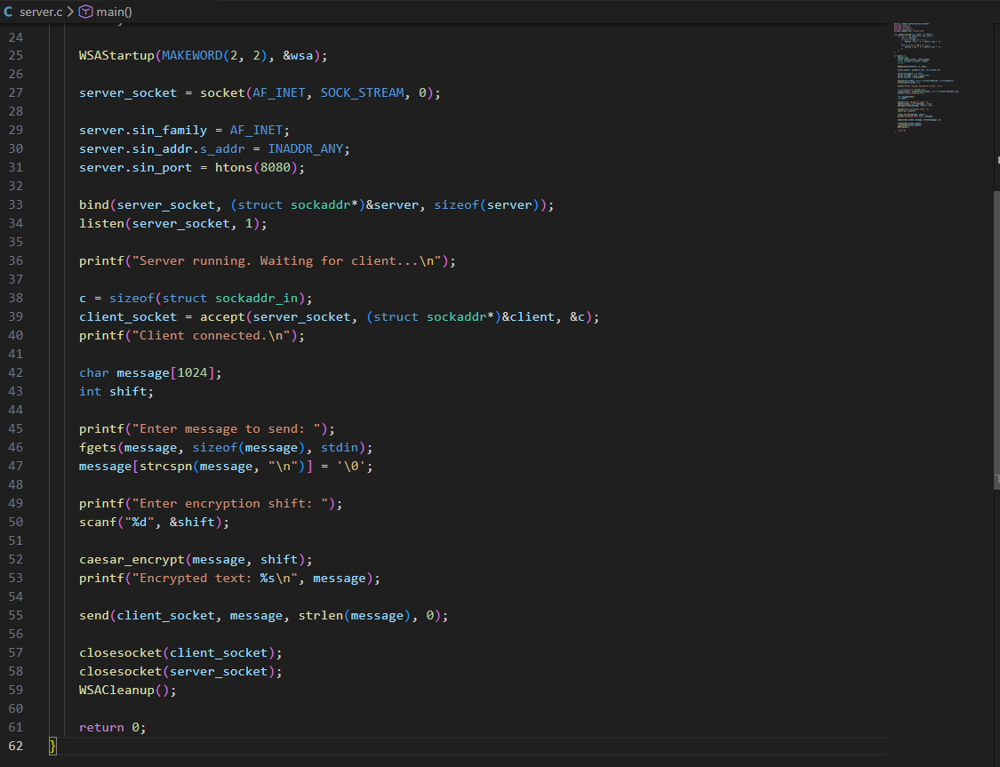 server.c > main()
24
25 WSAStartup(MAKEWORD(2, 2), &wsa);
26
27 server_socket = socket(AF_INET, SOCK_STREAM, 0);
28
29 server.sin_family = AF_INET;
30 server.sin_addr.s_addr = INADDR_ANY;
31 server.sin_port = htons(8080);
32
33 bind(server_socket, (struct sockaddr*)&server, sizeof(server));
34 listen(server_socket, 1);
35
36 printf("Server running. Waiting for client...\n");
37
38 c = sizeof(struct sockaddr_in);
39 client_socket = accept(server_socket, (struct sockaddr*)&client, &c);
40 printf("Client connected.\n");
41
42 char message[1024];
43 int shift;
44
45 printf("Enter message to send: ");
46 fgets(message, sizeof(message), stdin);
47 message[strcspn(message, "\n")] = '\0';
48
49 printf("Enter encryption shift: ");
50 scanf("%d", &shift);
51
52 caesar_encrypt(message, shift);
53 printf("Encrypted text: %s\n", message);
54
55 send(client_socket, message, strlen(message), 0);
56
57 closesocket(client_socket);
58 closesocket(server_socket);
59 WSACleanup();
60
61 return 0;
62 }